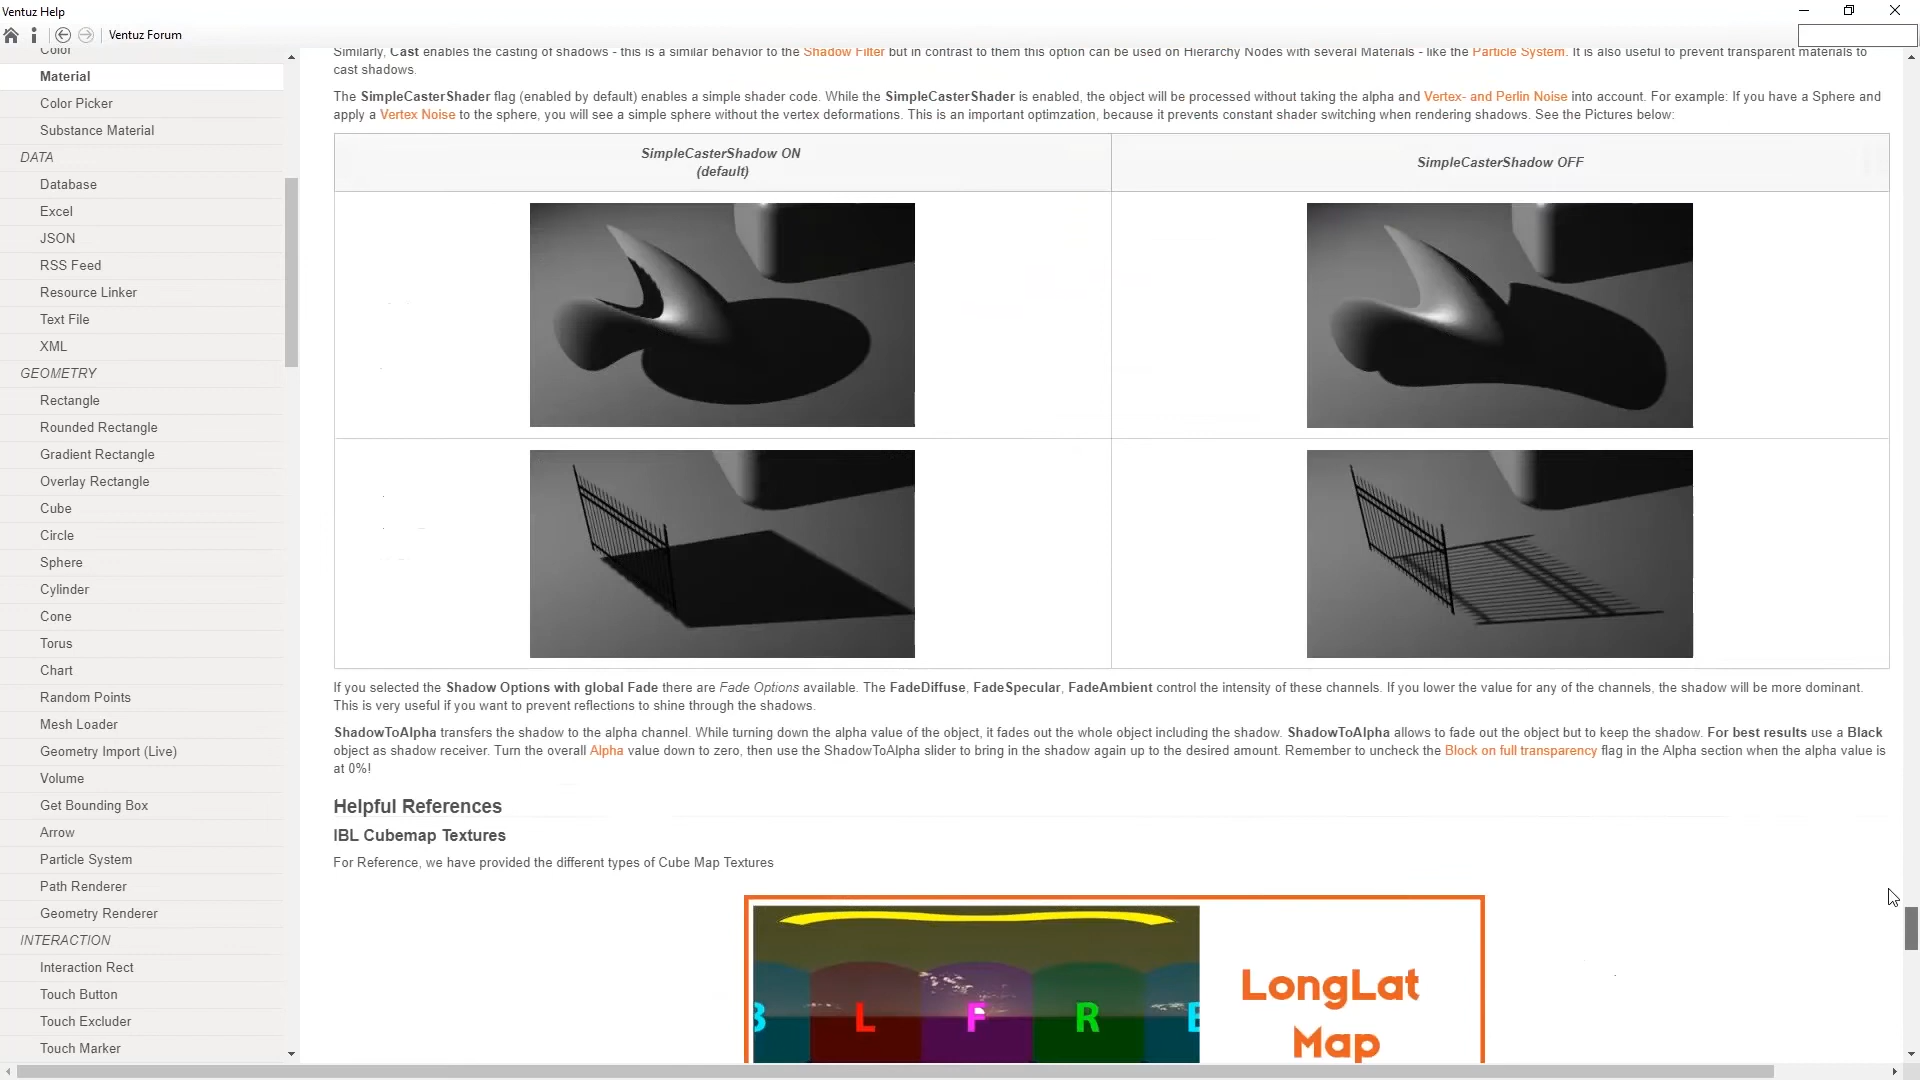 Ventuz Help
Ventuz Forum
Color
Material
Color Picker
Substance Material
DATA
Database
Excel
JSON
RSS Feed
Resource Linker
Text File
XML
GEOMETRY
Rectangle
Rounded Rectangle
Gradient Rectangle
Overlay Rectangle
Cube
Circle
Sphere
Cylinder
Cone
Torus
Chart
Random Points
Mesh Loader
Geometry Import (Live)
Volume
Get Bounding Box
Arrow
Particle System
Path Renderer
Geometry Renderer
INTERACTION
Interaction Rect
Touch Button
Touch Excluder
Touch Marker
Similarly, Cast enables the casting of shadows - this is a similar behavior to the Shadow Filter but in contrast to them this option can be used on Hierarchy Nodes with several Materials - like the Particle System. It is also useful to prevent transparent materials to
cast shadows.
The SimpleCasterShader flag (enabled by default) enables a simple shader code. While the SimpleCasterShader is enabled, the object will be processed without taking the alpha and Vertex- and Perlin Noise into account. For example: If you have a Sphere and
apply a Vertex Noise to the sphere, you will see a simple sphere without the vertex deformations. This is an important optimzation, because it prevents constant shader switching when rendering shadows. See the Pictures below:
SimpleCasterShadow ON
(default)
SimpleCasterShadow OFF
If you selected the Shadow Options with global Fade there are Fade Options available. The FadeDiffuse, FadeSpecular, FadeAmbient control the intensity of these channels. If you lower the value for any of the channels, the shadow will be more dominant.
This is very useful if you want to prevent reflections to shine through the shadows.
ShadowToAlpha transfers the shadow to the alpha channel. While turning down the alpha value of the object, it fades out the whole object including the shadow. ShadowToAlpha allows to fade out the object but to keep the shadow. For best results use a Black
object as shadow receiver. Turn the overall Alpha value down to zero, then use the ShadowToAlpha slider to bring in the shadow again up to the desired amount. Remember to uncheck the Block on full transparency flag in the Alpha section when the alpha value is
at 0%!
Helpful References
IBL Cubemap Textures
For Reference, we have provided the different types of Cube Map Textures
B L F R B
LongLat
Map